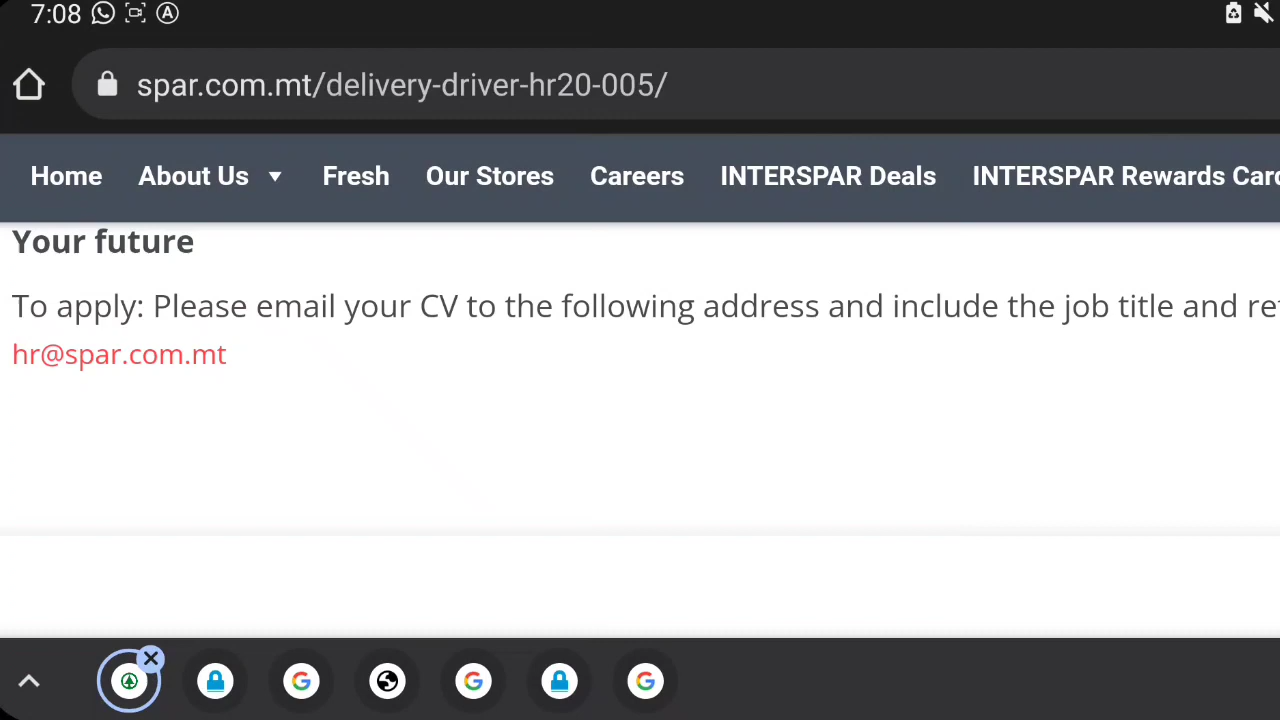 7:08
spar.com.mt/delivery-driver-hr20-005/
Home About Us Fresh Our Stores Careers INTERSPAR Deals INTERSPAR Rewards
Your future
To apply: Please email your CV to the following address and include the job title and
hr@spar.com.mt